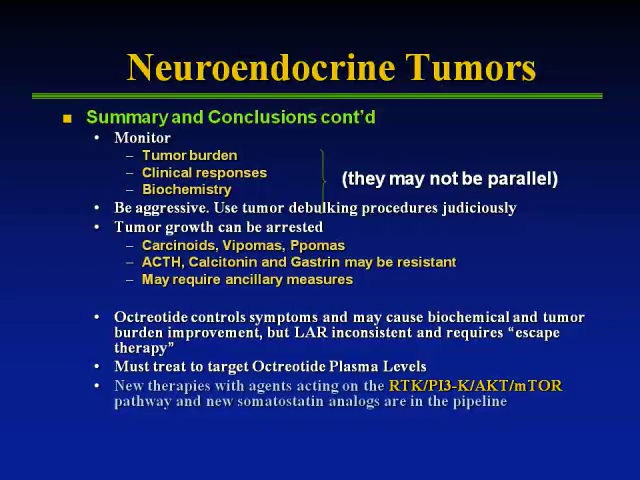 Neuroendocrine Tumors
■ Summary and Conclusions cont’d
• Monitor
– Tumor burden
– Clinical responses
– Biochemistry
(they may not be parallel)
• Be aggressive. Use tumor debulking procedures judiciously
• Tumor growth can be arrested
– Carcinoids, Vipomas, Ppomas
– ACTH, Calcitonin and Gastrin may be resistant
– May require ancillary measures
• Octreotide controls symptoms and may cause biochemical and tumor
burden improvement, but LAR inconsistent and requires “escape
therapy”
• Must treat to target Octreotide Plasma Levels
• New therapies with agents acting on the RTK/PI3-K/AKT/mTOR
pathway and new somatostatin analogs are in the pipeline